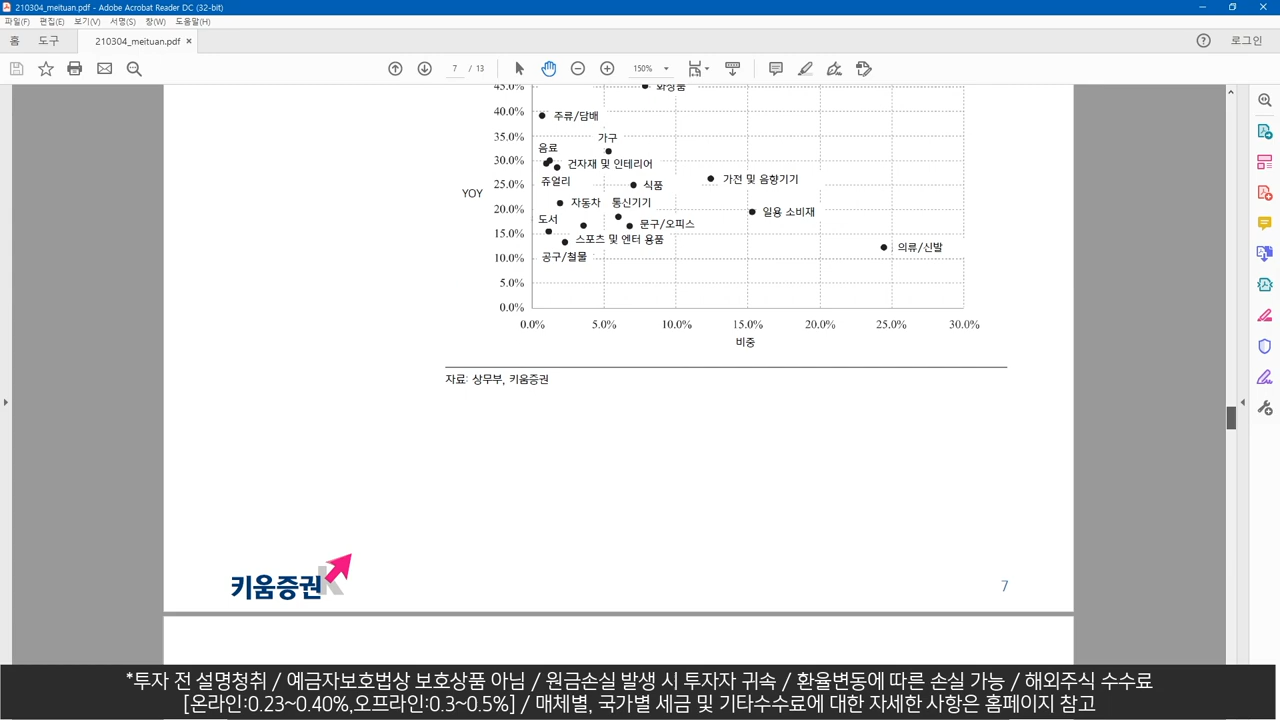 210304_meituan.pdf - Adobe Acrobat Reader DC (32-bit)
파일(F) 편집(E) 보기(V) 서명(S) 창(W) 도움말(H)
홈 도구 210304_meituan.pdf × 로그인
7 / 13 150%
45.0% 화장품
40.0% 주류/담배
35.0% 가구
음료
30.0% 건자재 및 인테리어
쥬얼리
25.0% 식품 가전 및 음향기기
YOY
20.0% 자동차 통신기기 일용 소비재
도서 문구/오피스
15.0% 스포츠 및 엔터 용품 의류/신발
10.0% 공구/철물
5.0%
0.0%
0.0% 5.0% 10.0% 15.0% 20.0% 25.0% 30.0%
비중
자료: 상무부, 키움증권
키움증권
7
*투자 전 설명청취 / 예금자보호법상 보호상품 아님 / 원금손실 발생 시 투자자 귀속 / 환율변동에 따른 손실 가능 / 해외주식 수수료
[온라인:0.23~0.40%,오프라인:0.3~0.5%] / 매체별, 국가별 세금 및 기타수수료에 대한 자세한 사항은 홈페이지 참고